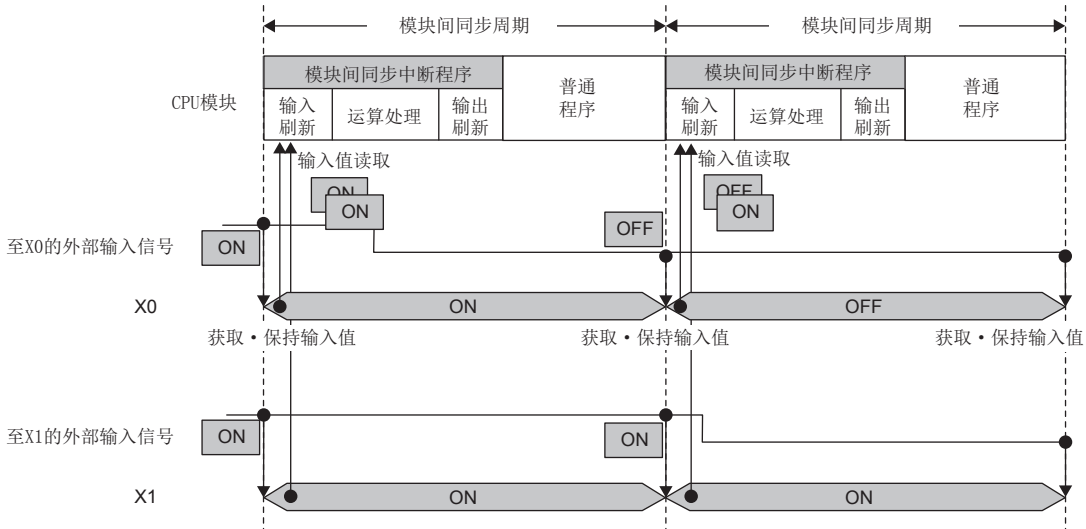 模块间同步周期
模块间同步周期
CPU模块
模块间同步中断程序
普通
程序
模块间同步中断程序
普通
程序
输入
刷新
运算处理
输出
刷新
输入
刷新
运算处理
输出
刷新
输入值读取
输入值读取
ON
ON
OFF
ON
至X0的外部输入信号
ON
OFF
X0
ON
OFF
获取・保持输入值
获取・保持输入值
获取・保持输入值
至X1的外部输入信号
ON
ON
X1
ON
ON